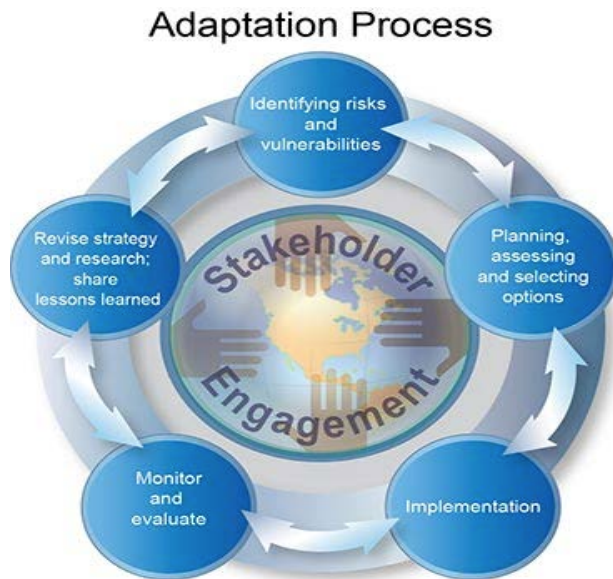 Adaptation Process
Identifying risks
and
vulnerabilities
Planning,
assessing
and selecting
options
Implementation
Monitor
and
evaluate
Revise strategy
and research;
share
lessons learned
Stakeholder
Engagement